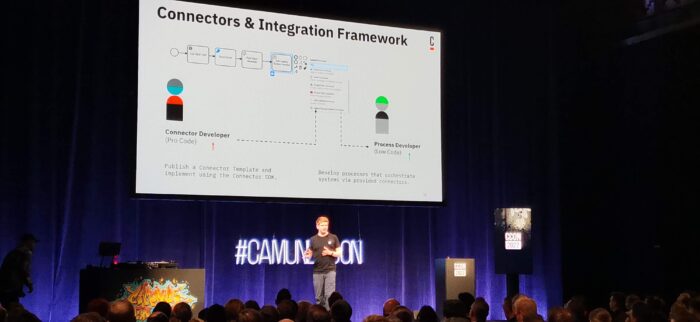 Connectors & Integration Framework
C
Connector Developer
(Pro Code)
Process Developer
(Low Code)
Publish a Connector Template and
implement using the Connector SDK.
Develop processes that orchestrate
systems via provided connectors.
#CAMUN
ON
CCON